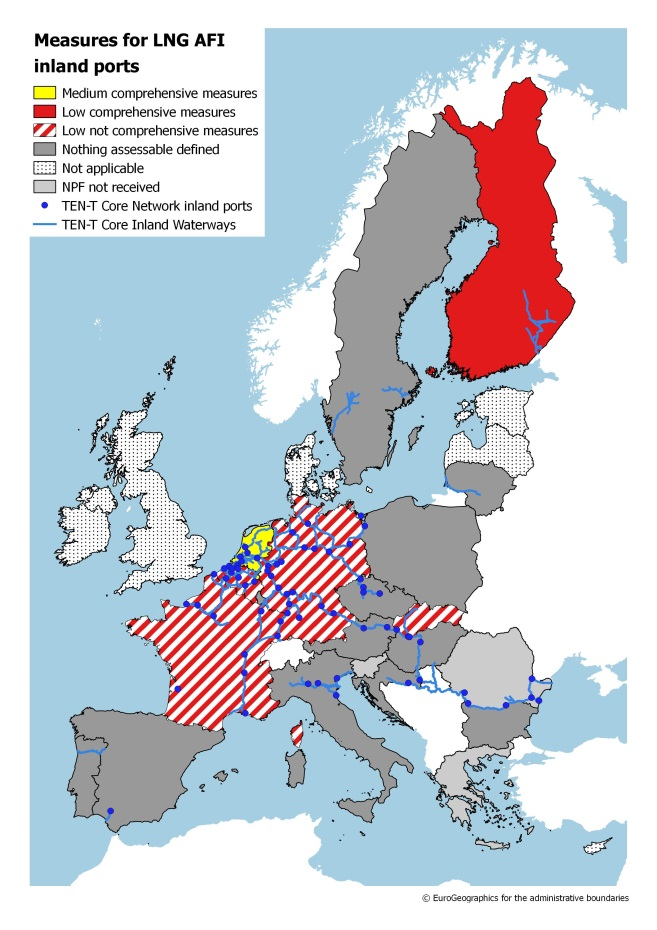 Measures for LNG AFI
inland ports
Medium comprehensive measures
Low comprehensive measures
Low not comprehensive measures
Nothing assessable defined
Not applicable
NPF not received
TEN-T Core Network inland ports
TEN-T Core Inland Waterways
© EuroGeographics for the administrative boundaries